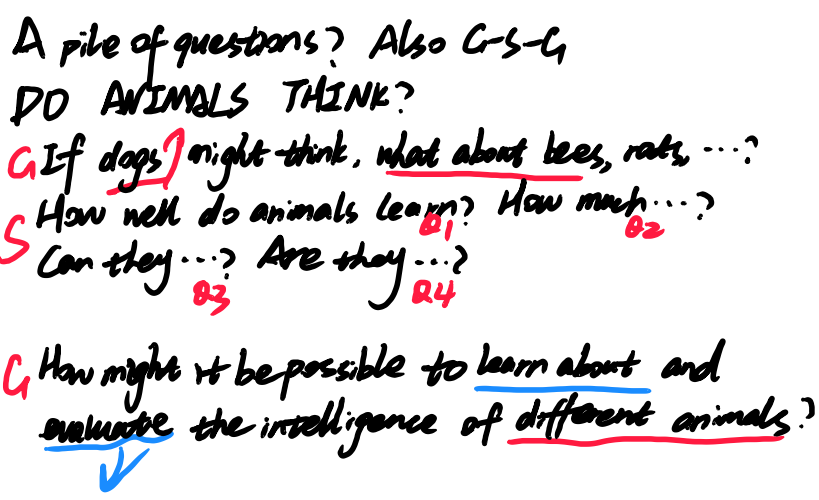 A pile of questions? Also G-S-G
DO ANIMALS THINK?
G If dogs might think, what about bees, rats, ...?
S How well do animals learn? How much ...?
Q1 Q2
Can they ...? Are they ...?
Q3 Q4
G How might it be possible to learn about and
evaluate the intelligence of different animals?